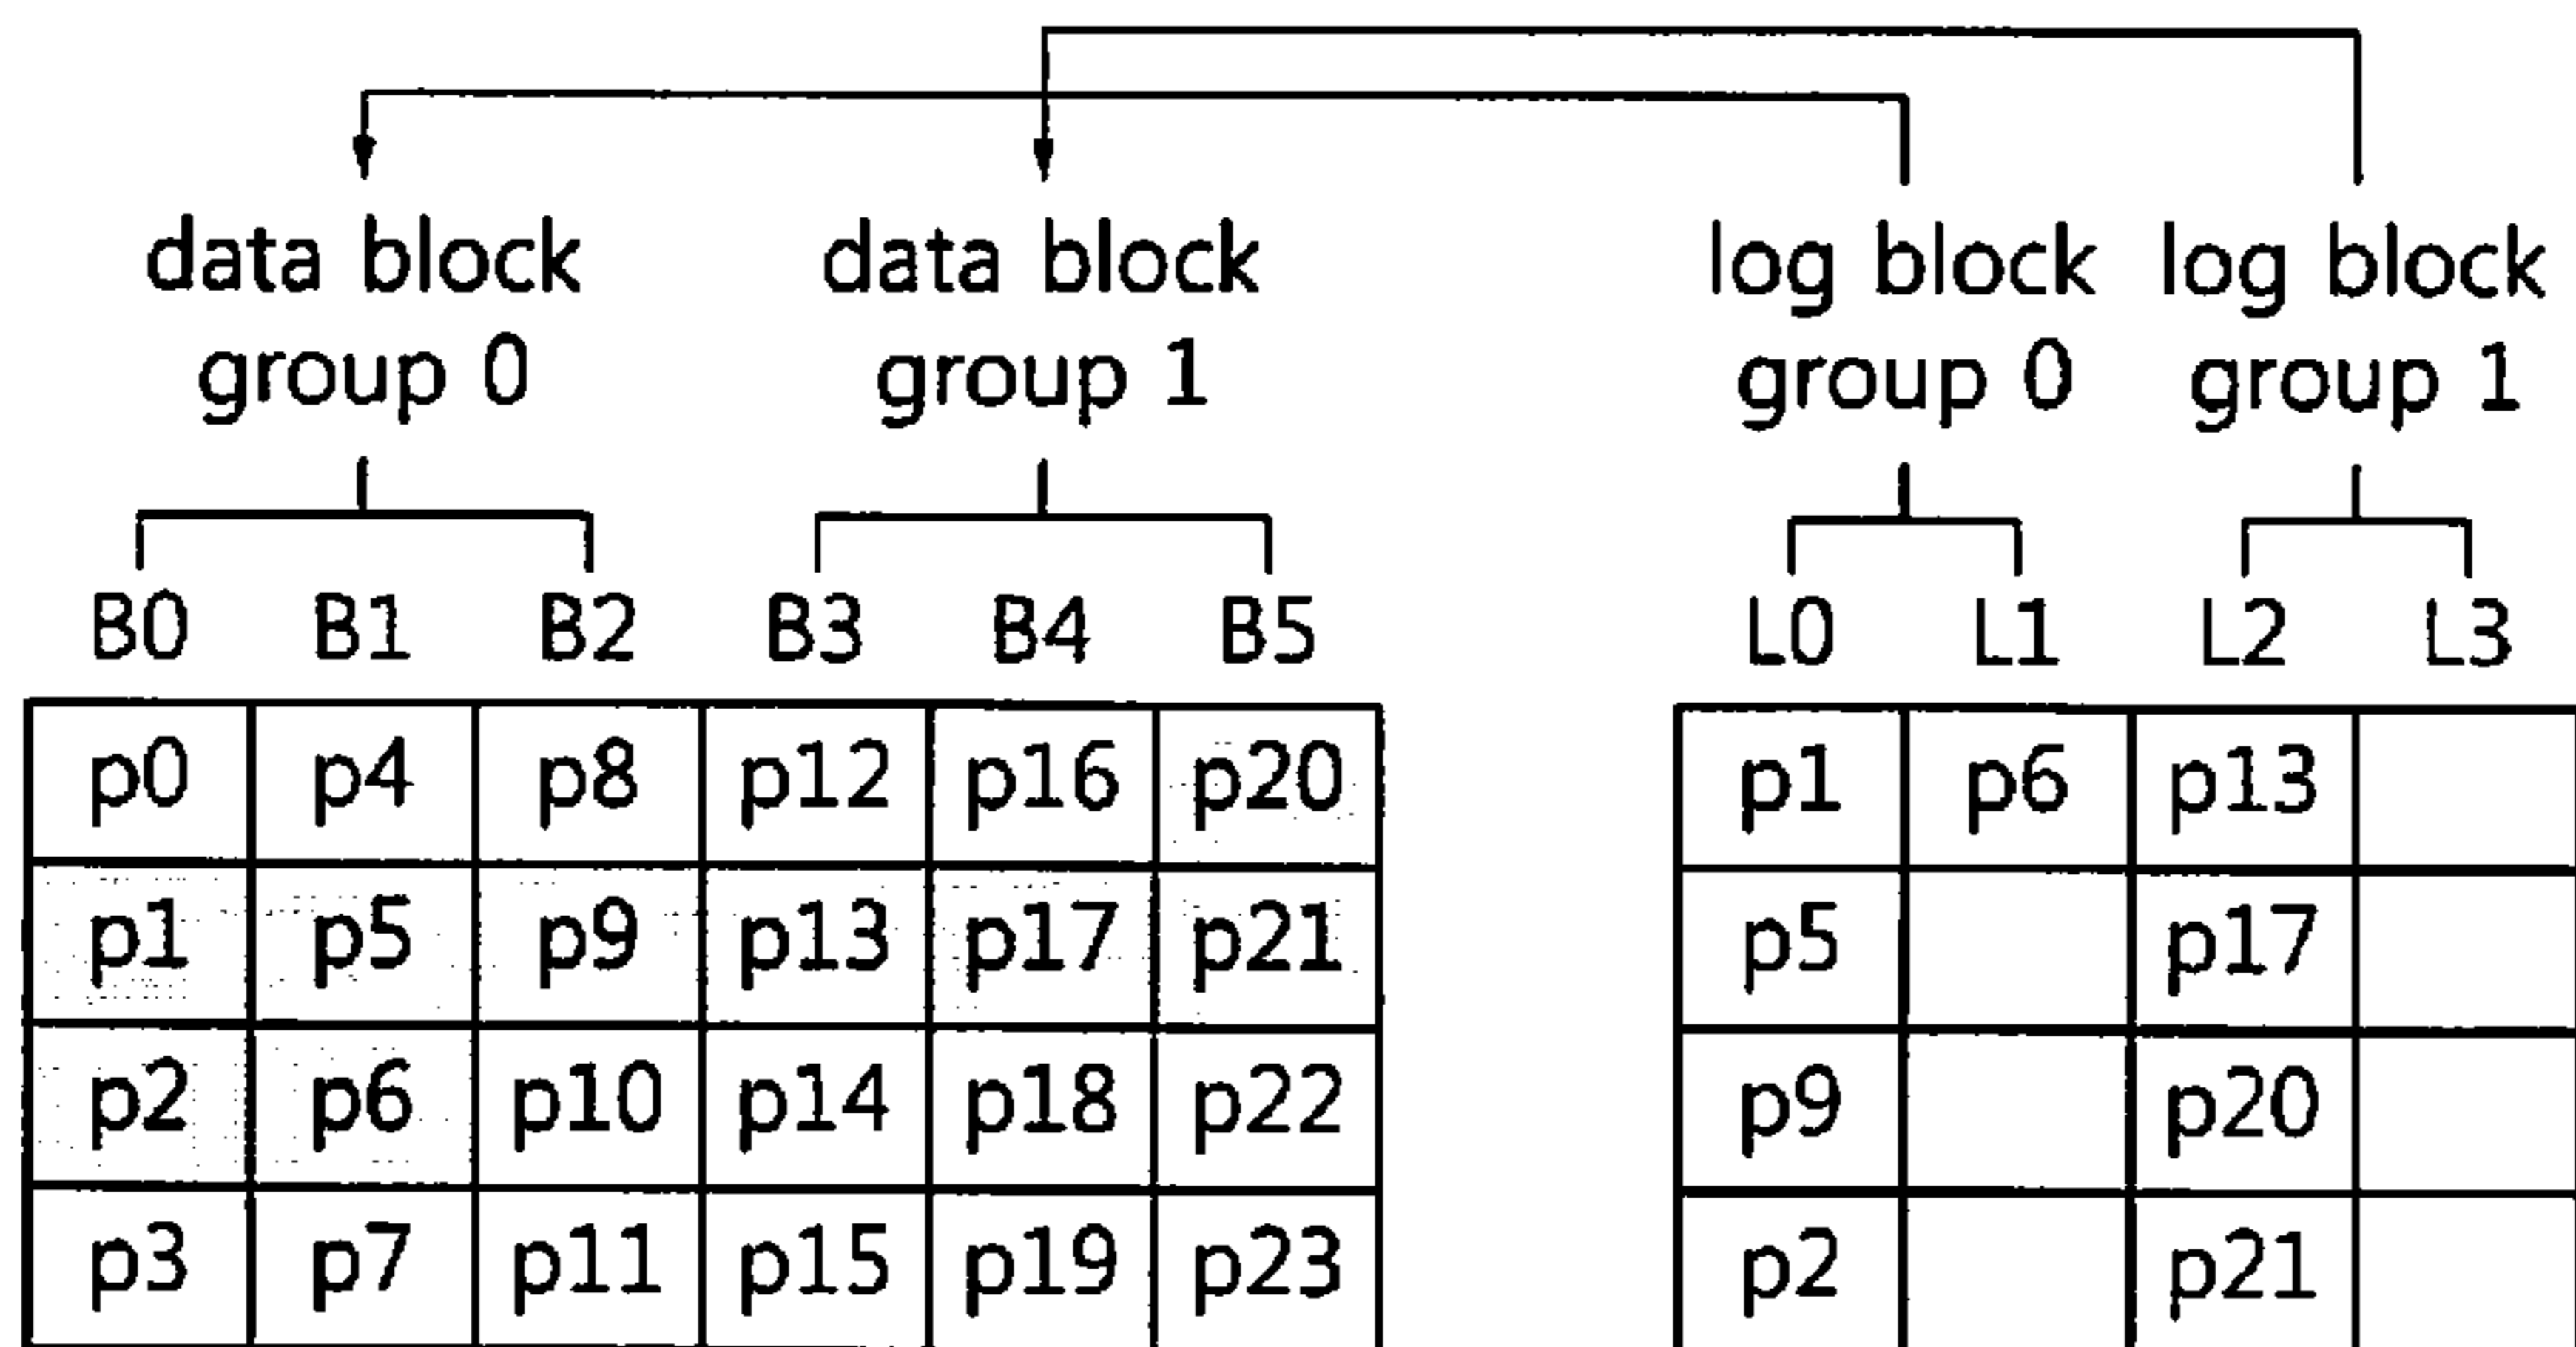 data block data block log block log block
group 0 group 1 group 0 group 1
B0 B1 B2 B3 B4 B5 L0 L1 L2 L3
p0 p4 p8 p12 p16 p20 p1 p6 p13
p1 p5 p9 p13 p17 p21 p5 p17
p2 p6 p10 p14 p18 p22 p9 p20
p3 p7 p11 p15 p19 p23 p2 p21